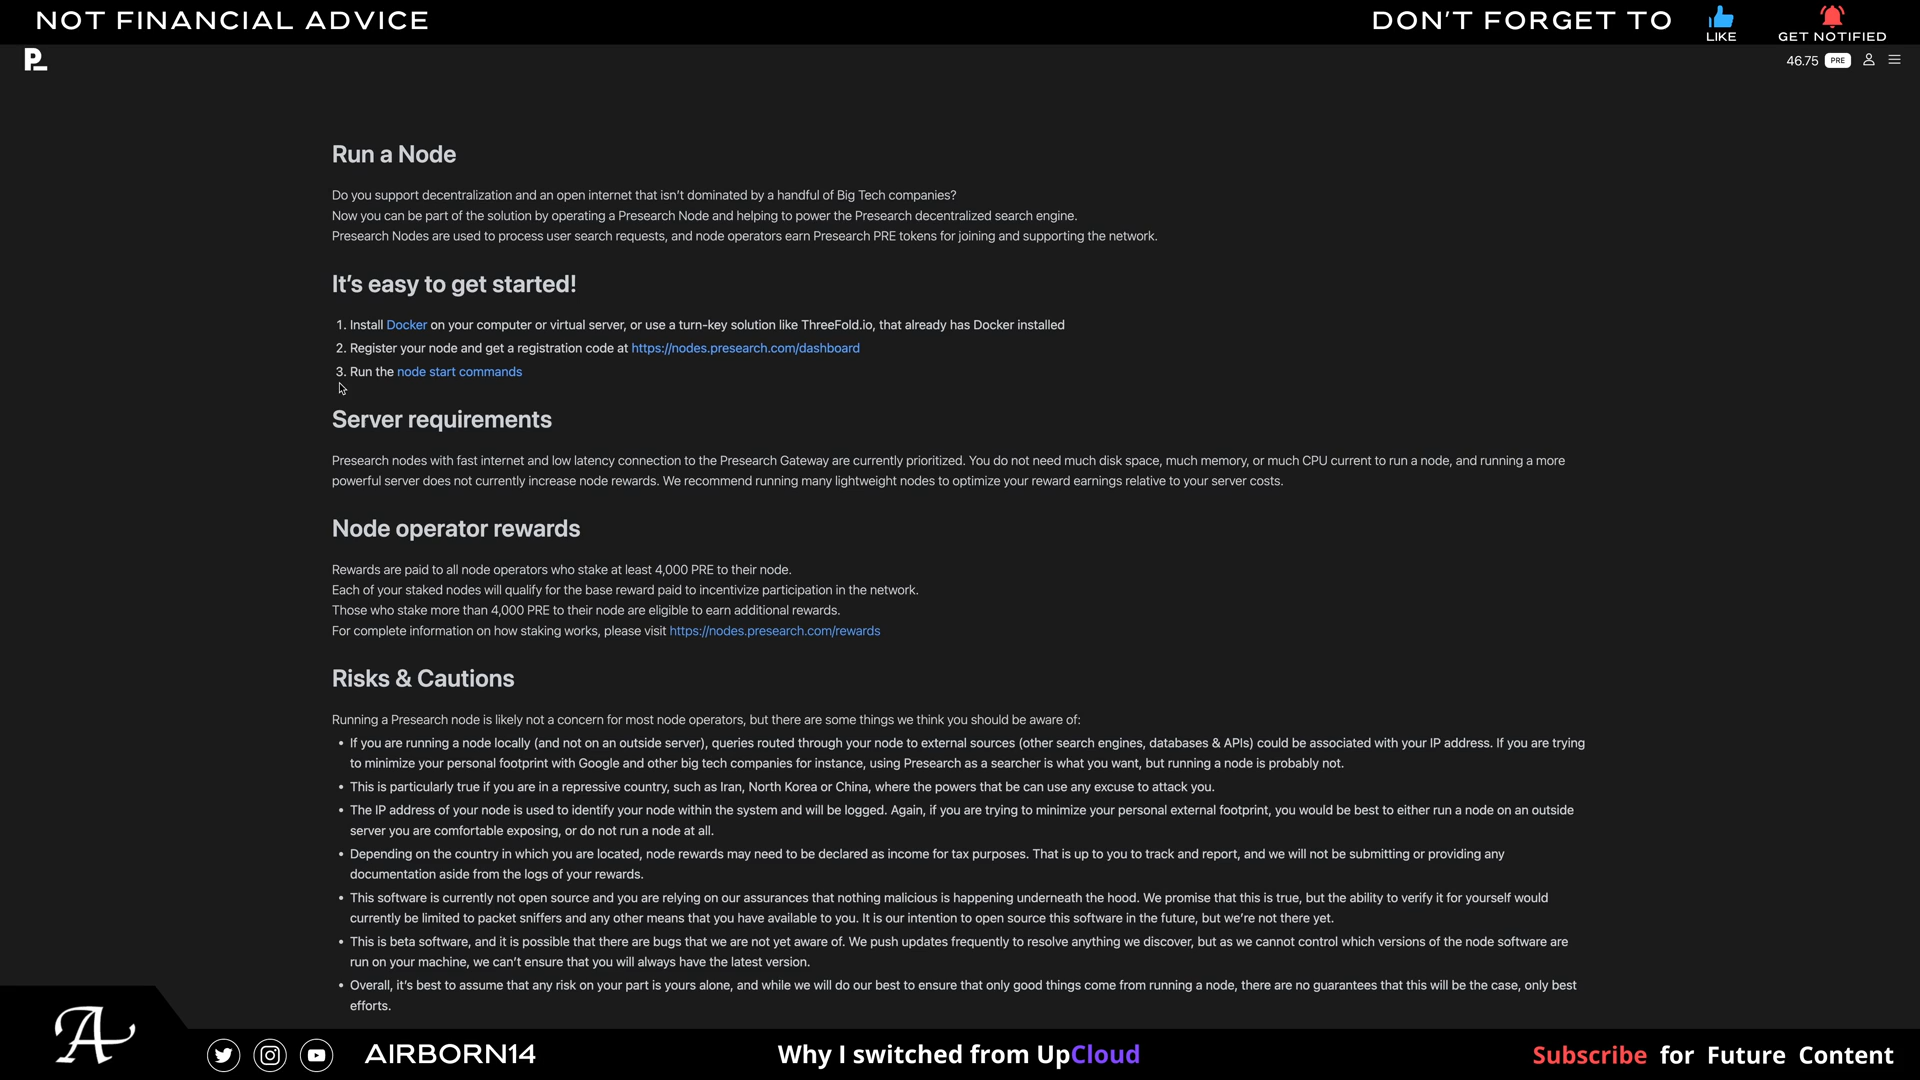 NOT FINANCIAL ADVICE
DON'T FORGET TO
LIKE
GET NOTIFIED
P_
46.75 PRE
Run a Node
Do you support decentralization and an open internet that isn't dominated by a handful of Big Tech companies?
Now you can be part of the solution by operating a Presearch Node and helping to power the Presearch decentralized search engine.
Presearch Nodes are used to process user search requests, and node operators earn Presearch PRE tokens for joining and supporting the network.
It's easy to get started!
1. Install Docker on your computer or virtual server, or use a turn-key solution like ThreeFold.io, that already has Docker installed
2. Register your node and get a registration code at https://nodes.presearch.com/dashboard
3. Run the node start commands
Server requirements
Presearch nodes with fast internet and low latency connection to the Presearch Gateway are currently prioritized. You do not need much disk space, much memory, or much CPU current to run a node, and running a more
powerful server does not currently increase node rewards. We recommend running many lightweight nodes to optimize your reward earnings relative to your server costs.
Node operator rewards
Rewards are paid to all node operators who stake at least 4,000 PRE to their node.
Each of your staked nodes will qualify for the base reward paid to incentivize participation in the network.
Those who stake more than 4,000 PRE to their node are eligible to earn additional rewards.
For complete information on how staking works, please visit https://nodes.presearch.com/rewards
Risks & Cautions
Running a Presearch node is likely not a concern for most node operators, but there are some things we think you should be aware of:
• If you are running a node locally (and not on an outside server), queries routed through your node to external sources (other search engines, databases & APIs) could be associated with your IP address. If you are trying
to minimize your personal footprint with Google and other big tech companies for instance, using Presearch as a searcher is what you want, but running a node is probably not.
• This is particularly true if you are in a repressive country, such as Iran, North Korea or China, where the powers that be can use any excuse to attack you.
• The IP address of your node is used to identify your node within the system and will be logged. Again, if you are trying to minimize your personal external footprint, you would be best to either run a node on an outside
server you are comfortable exposing, or do not run a node at all.
• Depending on the country in which you are located, node rewards may need to be declared as income for tax purposes. That is up to you to track and report, and we will not be submitting or providing any
documentation aside from the logs of your rewards.
• This software is currently not open source and you are relying on our assurances that nothing malicious is happening underneath the hood. We promise that this is true, but the ability to verify it for yourself would
currently be limited to packet sniffers and any other means that you have available to you. It is our intention to open source this software in the future, but we're not there yet.
• This is beta software, and it is possible that there are bugs that we are not yet aware of. We push updates frequently to resolve anything we discover, but as we cannot control which versions of the node software are
run on your machine, we can't ensure that you will always have the latest version.
• Overall, it's best to assume that any risk on your part is yours alone, and while we will do our best to ensure that only good things come from running a node, there are no guarantees that this will be the case, only best
efforts.
A
AIRBORN14
Why I switched from UpCloud
Subscribe for Future Content